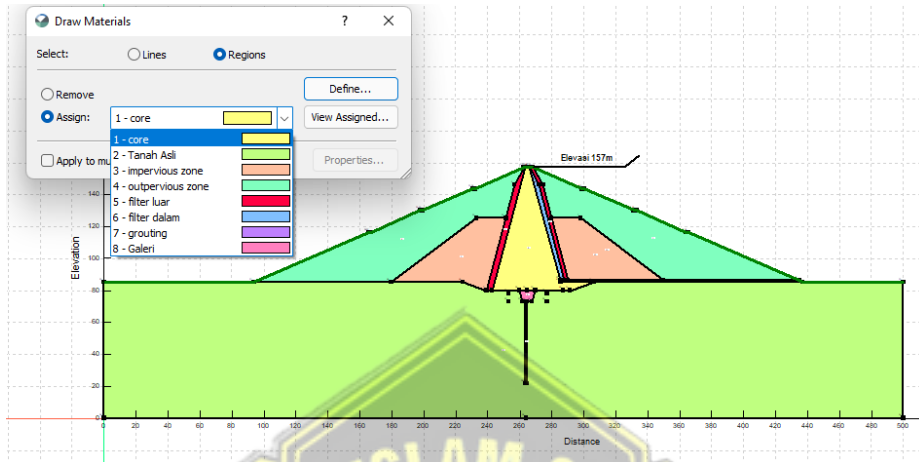 Draw Materials ? ×
Select: Lines Regions
Remove
Define...
Assign: 1 - core
View Assigned...
1 - core
2 - Tanah Asli
3 - impervious zone
4 - outpervious zone
5 - filter luar
6 - filter dalam
7 - grouting
8 - Galeri
Apply to mu
Properties...
Elevasi 157m
Elevation
140
120
100
80
60
40
20
0
0 20 40 60 80 100 120 140 160 180 200 220 240 260 280 300 320 340 360 380 400 420 440 460 480 500
Distance
ISLAM